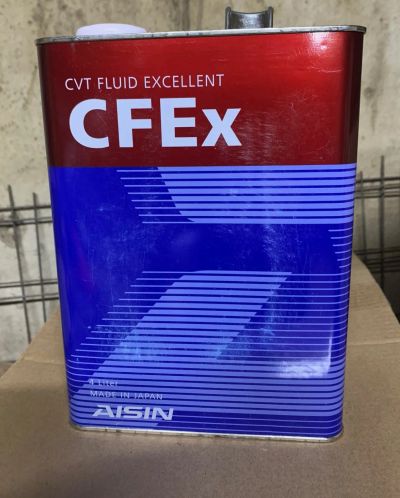 CVT FLUID EXCELLENT
CFEx
4 Liter
MADE IN JAPAN
AISIN